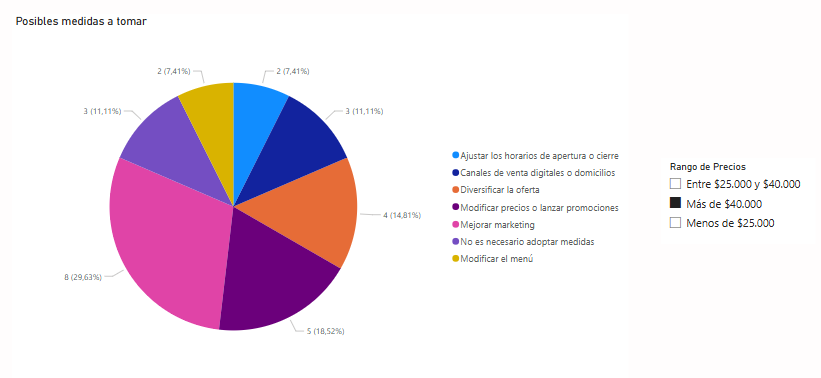 Posibles medidas a tomar
2 (7,41%)
2 (7,41%)
3 (11,11%)
3 (11,11%)
4 (14,81%)
8 (29,63%)
5 (18,52%)
Ajustar los horarios de apertura o cierre
Canales de venta digitales o domicilios
Diversificar la oferta
Modificar precios o lanzar promociones
Mejorar marketing
No es necesario adoptar medidas
Modificar el menú
Rango de Precios
Entre $25.000 y $40.000
Más de $40.000
Menos de $25.000